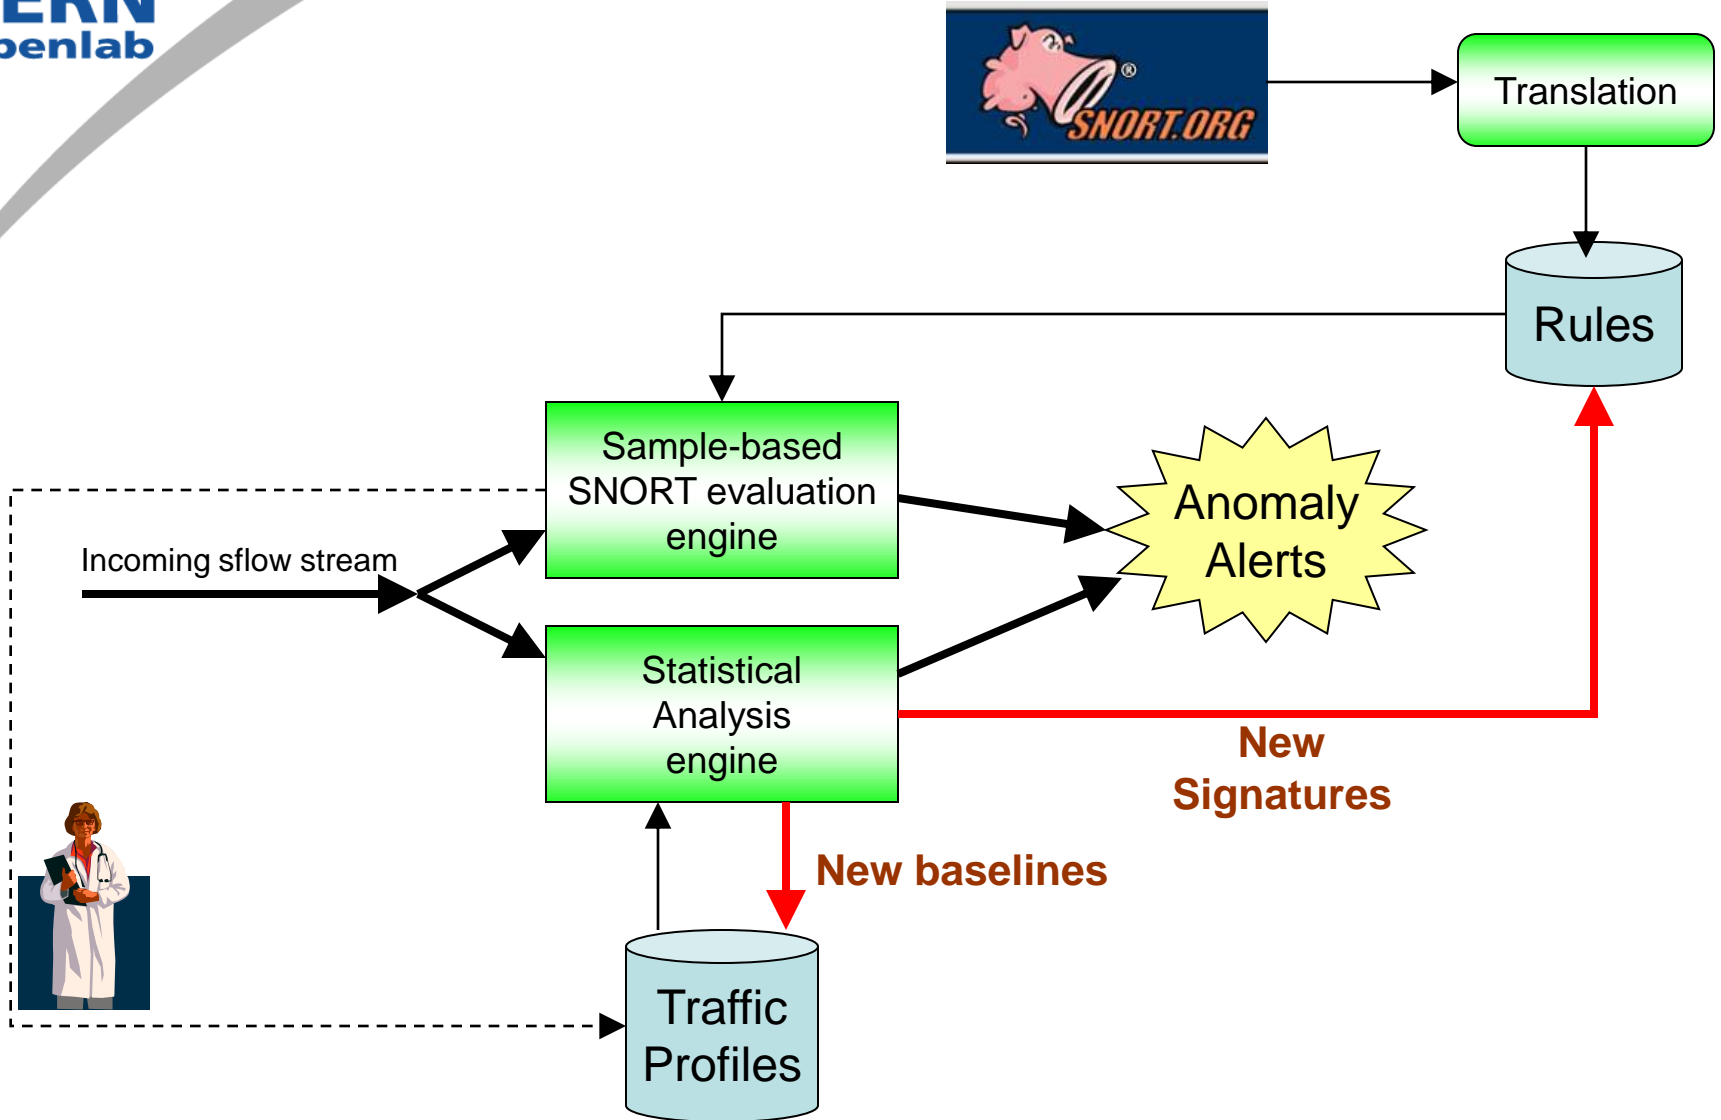 ERN
penlab
SNORT.ORG
®
Translation
Rules
Sample-based
SNORT evaluation
engine
Anomaly
Alerts
Incoming sflow stream
Statistical
Analysis
engine
New
Signatures
New baselines
Traffic
Profiles